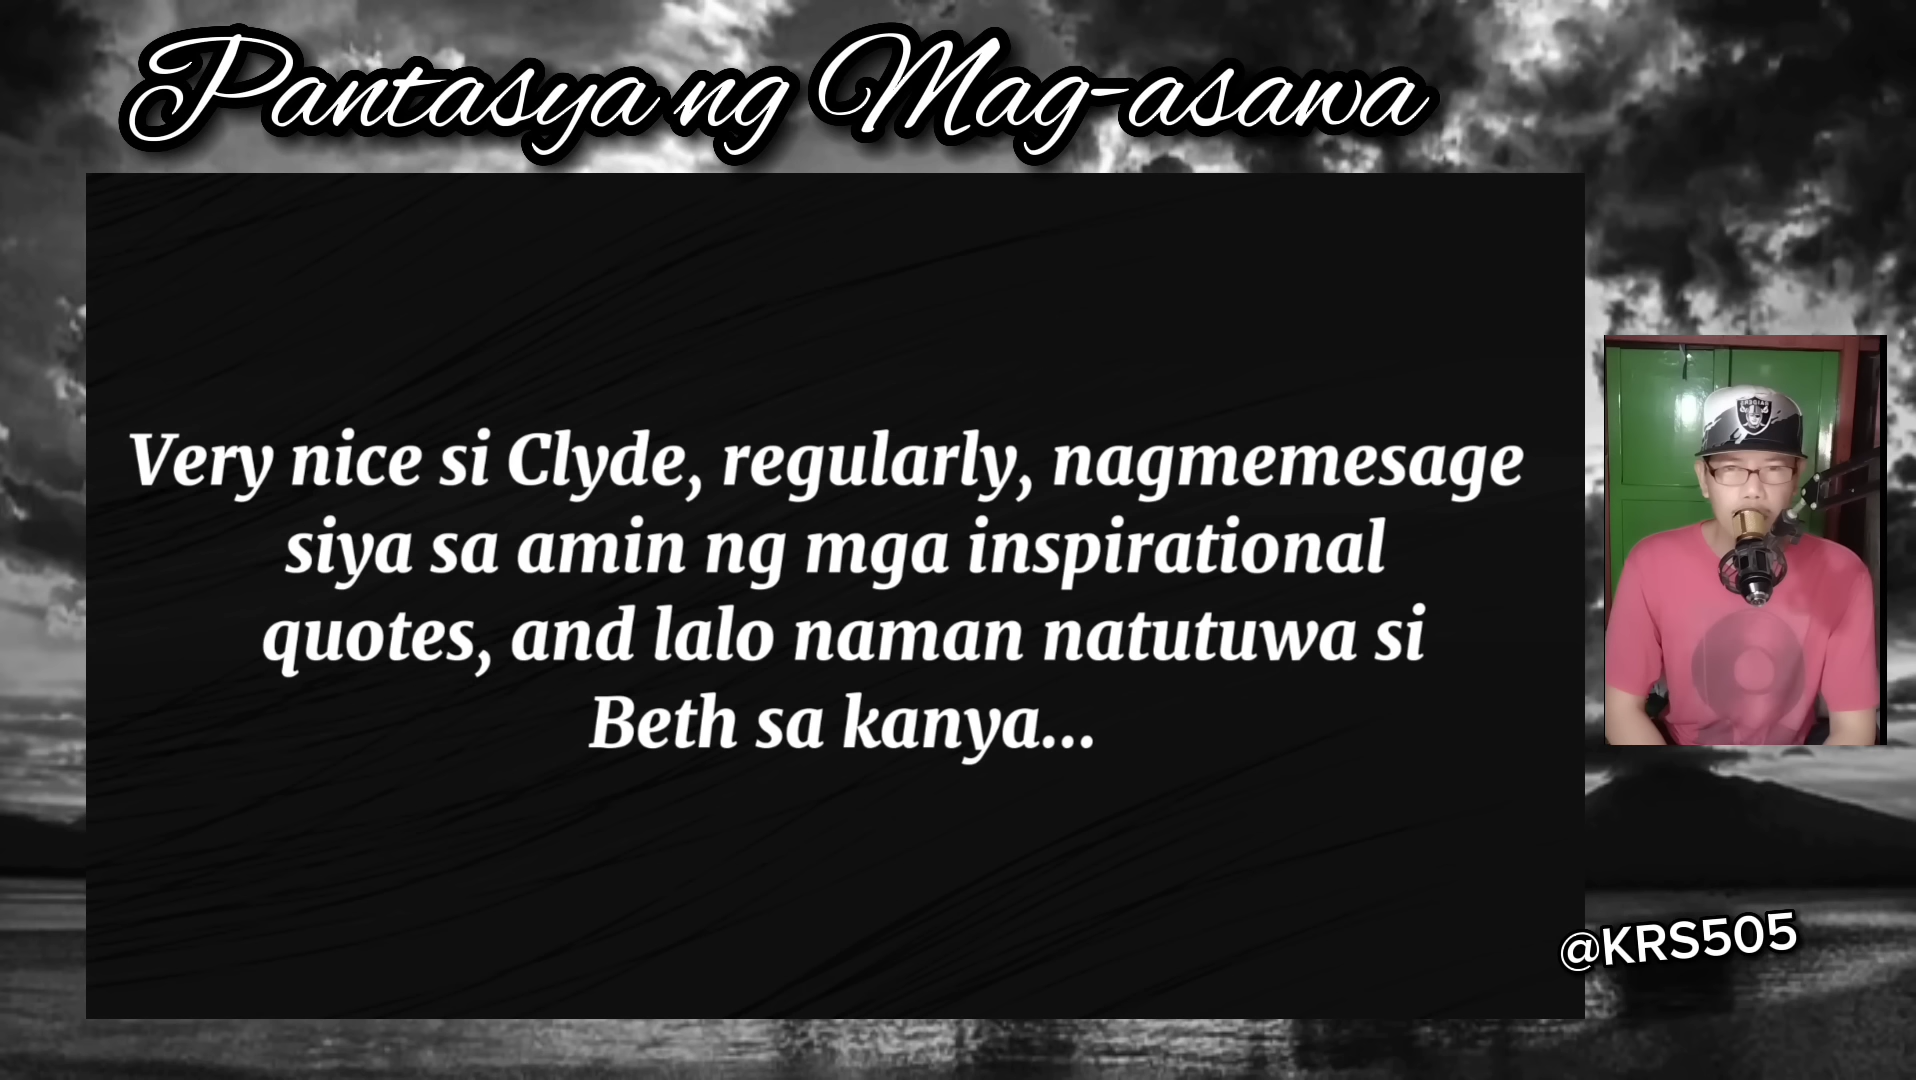 Pantasya ng Mag-asawa
Very nice si Clyde, regularly, nagmemesage
siya sa amin ng mga inspirational
quotes, and lalo naman natutuwa si
Beth sa kanya...
@KRS505